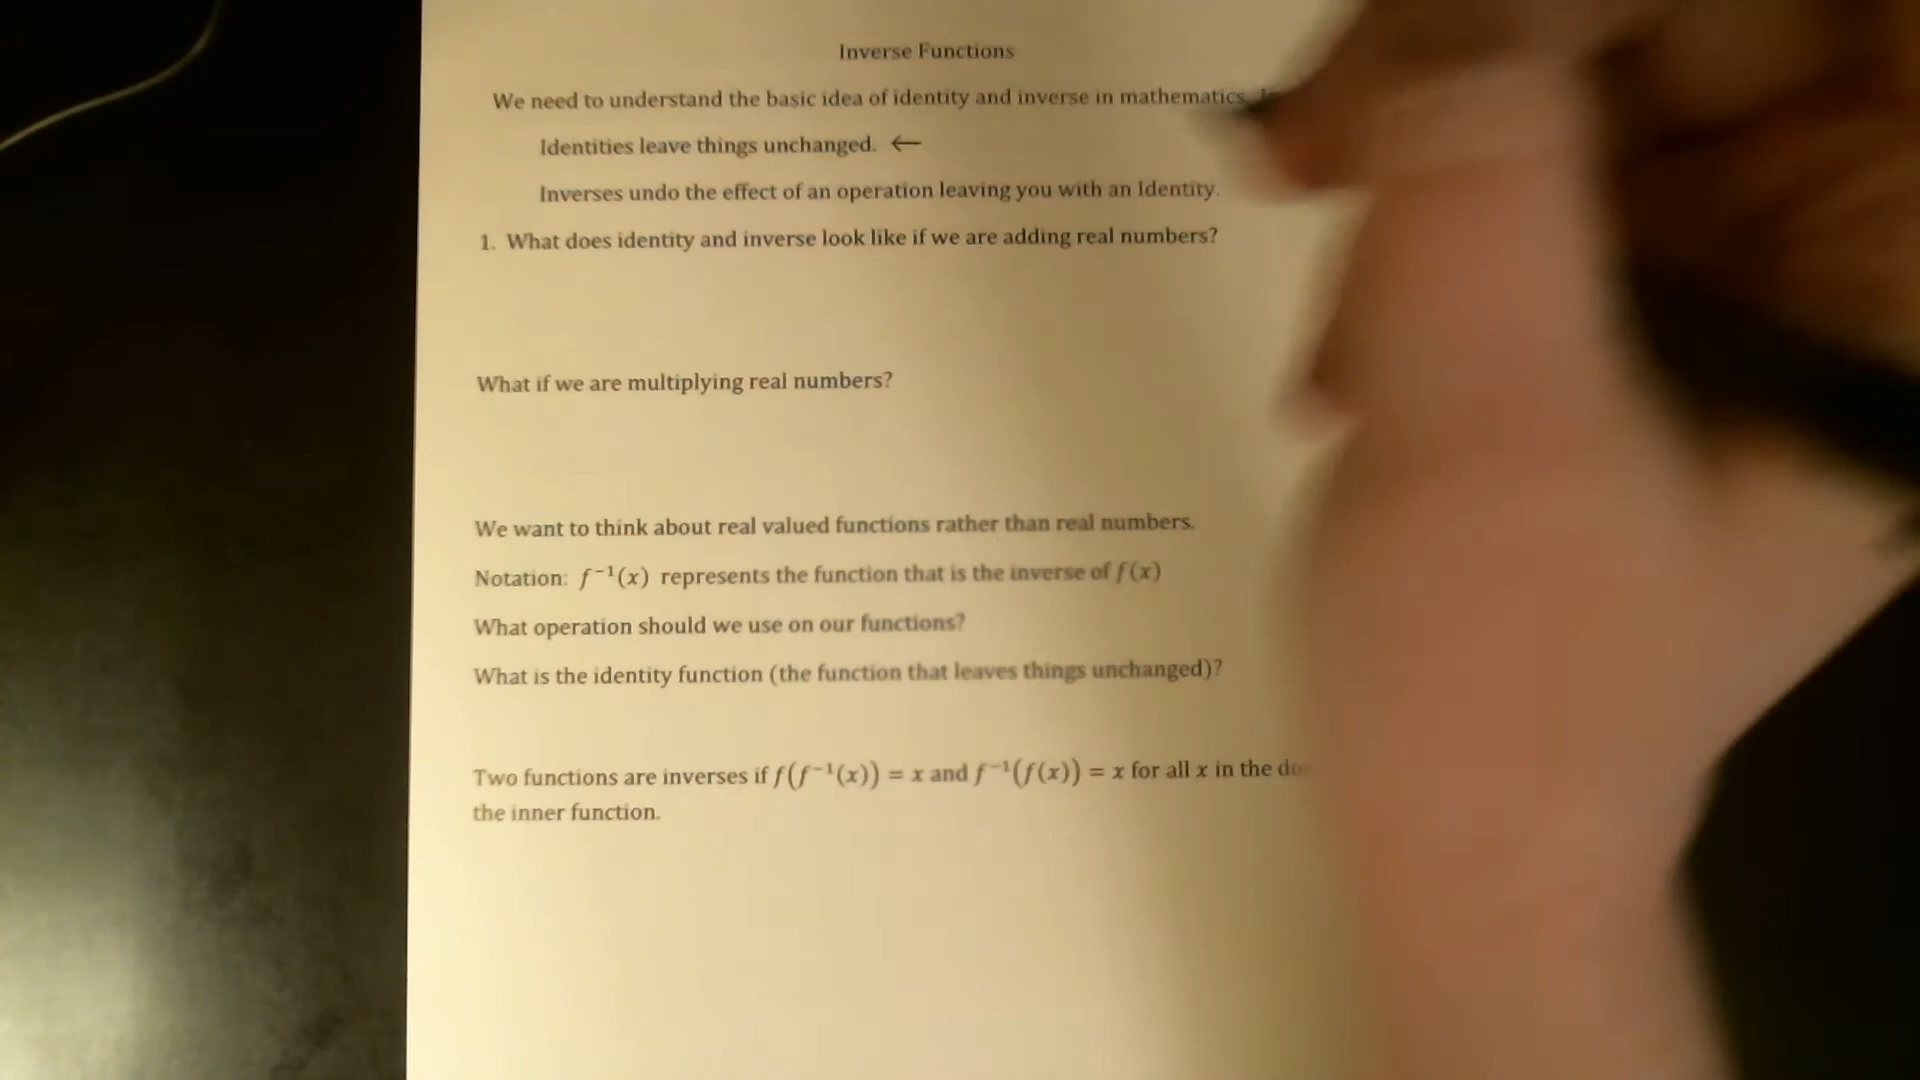 Inverse Functions
We need to understand the basic idea of identity and inverse in mathematics.
Identities leave things unchanged. ←
Inverses undo the effect of an operation leaving you with an Identity.
1. What does identity and inverse look like if we are adding real numbers?
What if we are multiplying real numbers?
We want to think about real valued functions rather than real numbers.
Notation: f⁻¹(x) represents the function that is the inverse of f(x)
What operation should we use on our functions?
What is the identity function (the function that leaves things unchanged)?
Two functions are inverses if f(f⁻¹(x)) = x and f⁻¹(f(x)) = x for all x in the
the inner function.